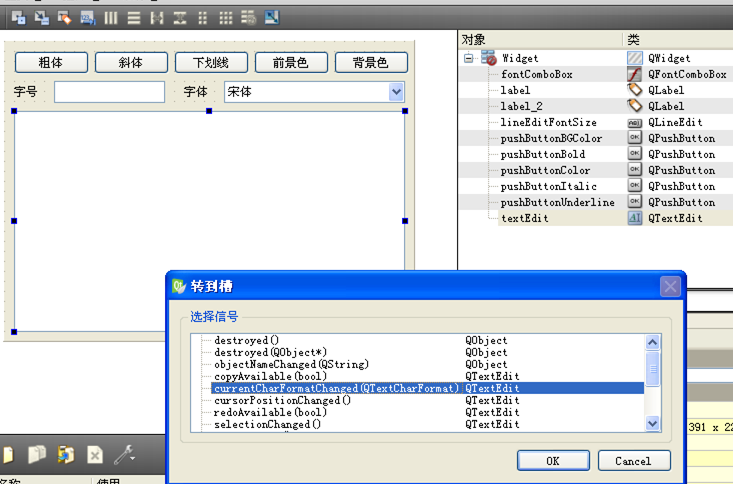 对象 类
粗体 斜体 下划线 前景色 背景色
字号 字体 宋体
Widget QWidget
fontComboBox QFontComboBox
label QLabel
label_2 QLabel
lineEditFontSize QLineEdit
pushButtonBGColor QPushButton
pushButtonBold QPushButton
pushButtonColor QPushButton
pushButtonItalic QPushButton
pushButtonUnderline QPushButton
textEdit QTextEdit
转到槽
选择信号
destroyed() QObject
destroyed(QObject*) QObject
objectNameChanged(QString) QObject
copyAvailable(bool) QTextEdit
currentCharFormatChanged(QTextCharFormat) QTextEdit
cursorPositionChanged() QTextEdit
redoAvailable(bool) QTextEdit
selectionChanged() QTextEdit
OK Cancel
391 x 22
名称 使用